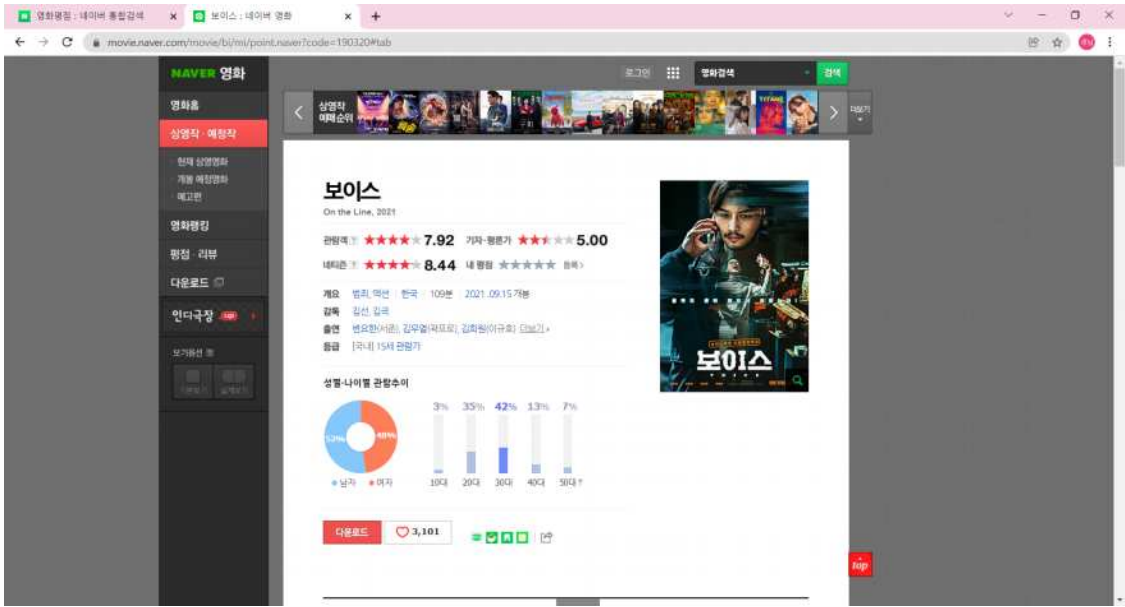 영화평점 : 네이버 통합검색
보이스 : 네이버 영화
movie.naver.com/movie/bi/mi/point.naver?code=190320#tab
NAVER 영화
로그인
영화검색
검색
영화홈
상영작·예정작
현재 상영영화
개봉 예정영화
예고편
영화랭킹
평점·리뷰
다운로드
인디극장
보기옵션
상영작
예매순위
더보기
보이스
On the Line, 2021
관람객 7.92 기자·평론가 5.00
네티즌 8.44 내 평점 등록
개요 범죄, 액션 한국 109분 2021.09.15 개봉
감독 김선, 김곡
출연 변요한(서준), 김무열(곽프로), 김희원(이규호) 더보기
등급 [국내] 15세 관람가
보이스
성별·나이별 관람추이
3% 35% 42% 13% 7%
52% 48%
남자 여자
10대 20대 30대 40대 50대
다운로드
3,101
top